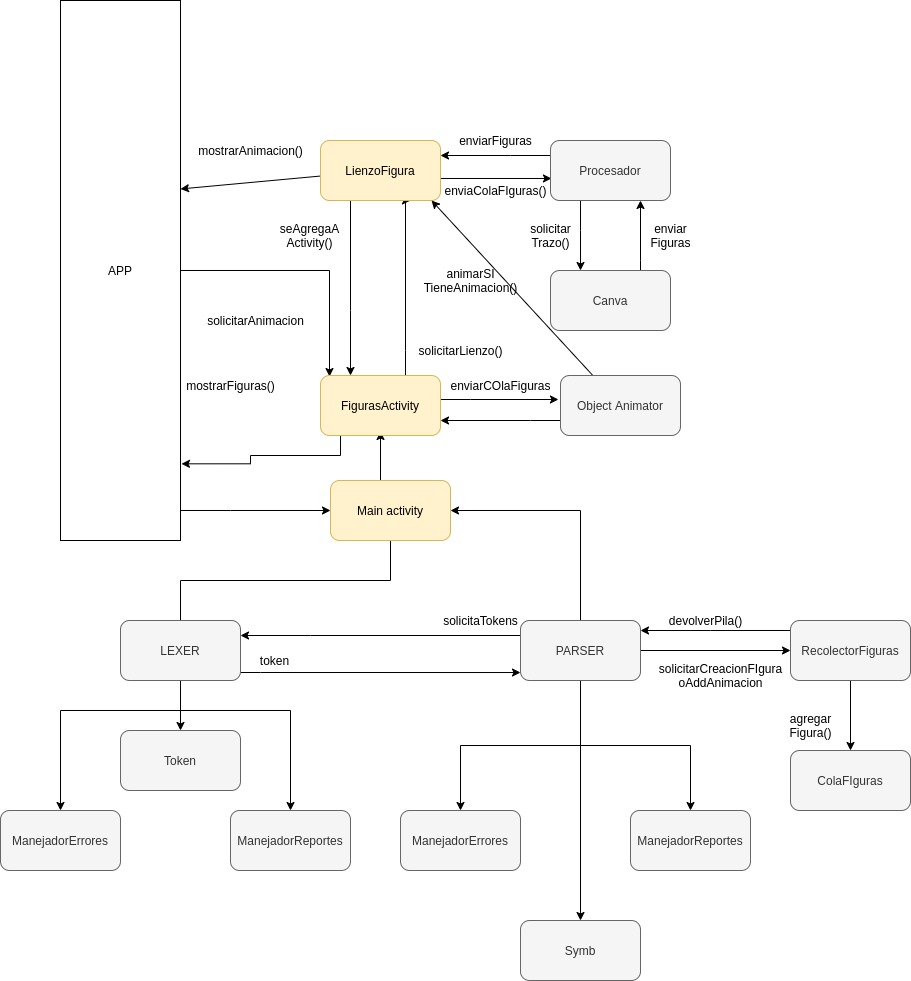 enviarFiguras
mostrarAnimacion()
LienzoFigura
Procesador
enviaColaFIguras()
seAgregaA
Activity()
solicitar
Trazo()
enviar
Figuras
APP
animarSI
TieneAnimacion()
Canva
solicitarAnimacion
solicitarLienzo()
mostrarFiguras()
enviarCOlaFiguras
FigurasActivity
Object Animator
Main activity
solicitaTokens
devolverPila()
LEXER
PARSER
RecolectorFiguras
token
solicitarCreacionFIgura
oAddAnimacion
agregar
Figura()
Token
ColaFIguras
ManejadorErrores
ManejadorReportes
ManejadorErrores
ManejadorReportes
Symb